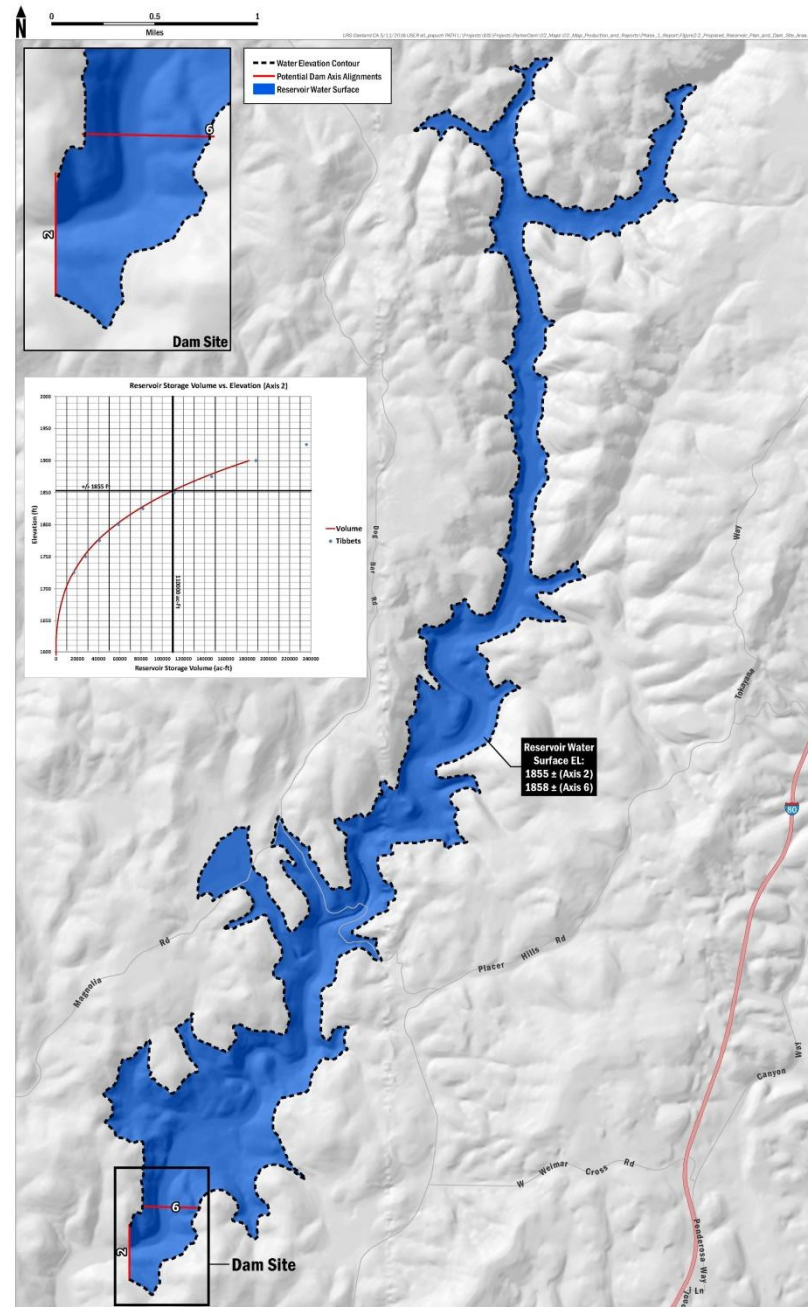 N
0
0.5
1
Miles
Water Elevation Contour
Potential Dam Axis Alignments
Reservoir Water Surface
6
2
Dam Site
Reservoir Storage Volume vs. Elevation (Axis 2)
2000
1950
1900
1850
1800
1750
1700
1650
1600
Elevation (ft)
+/- 1855 ft
110000 ac-ft
Volume
Tibbets
0
20000
40000
60000
80000
100000
120000
140000
160000
180000
200000
220000
240000
Reservoir Storage Volume (ac-ft)
Dog Bar Rd
Tokayana Way
Reservoir Water
Surface EL:
1855 ± (Axis 2)
1858 ± (Axis 6)
80
Magnolia Rd
Placer Hills Rd
Canyon Way
W Weimar Cross Rd
Ponderosa Way
6
2
Dam Site
Ln